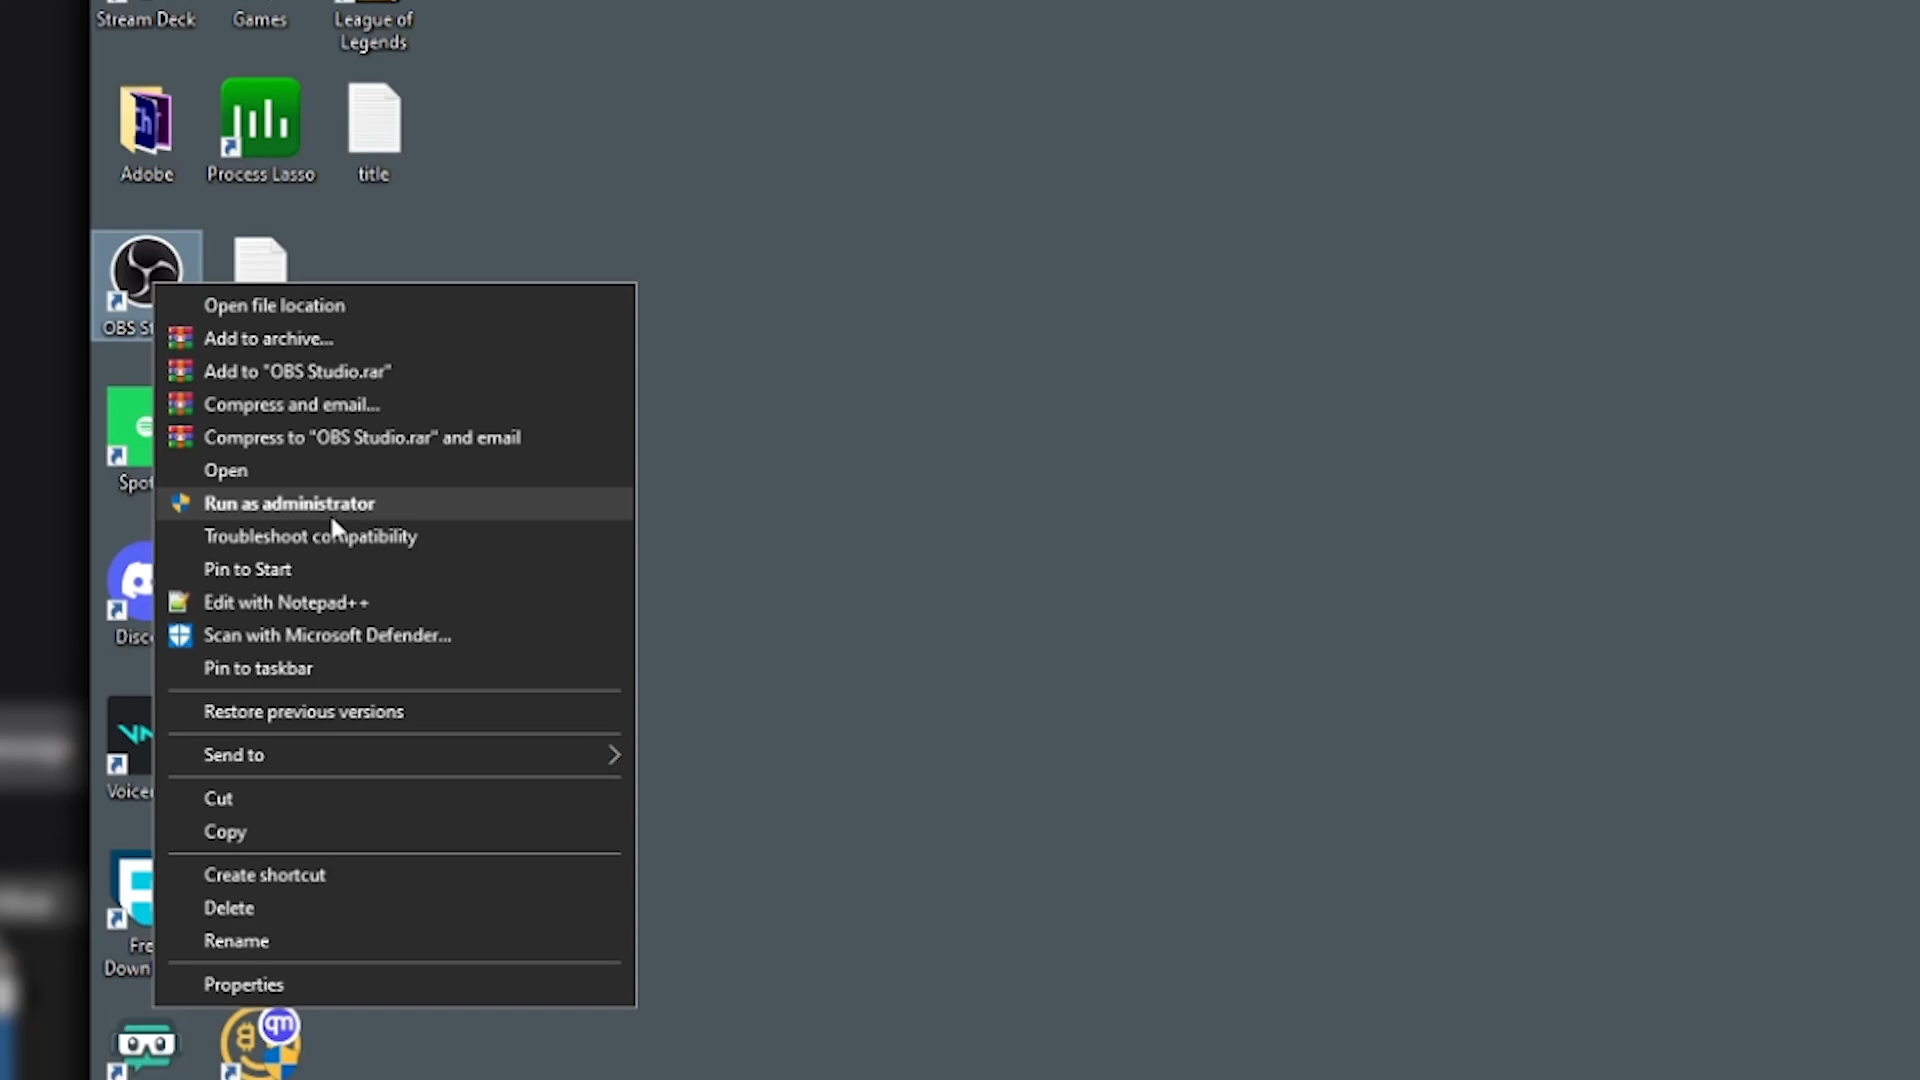 Stream Deck
Games
League of
Legends
Adobe
Process Lasso
title
OBS St
Open file location
Add to archive...
Add to "OBS Studio.rar"
Compress and email...
Compress to "OBS Studio.rar" and email
Open
Run as administrator
Troubleshoot compatibility
Pin to Start
Edit with Notepad++
Scan with Microsoft Defender...
Pin to taskbar
Restore previous versions
Send to
Cut
Copy
Create shortcut
Delete
Rename
Properties
Spot
Disc
Voice
Fre
Down